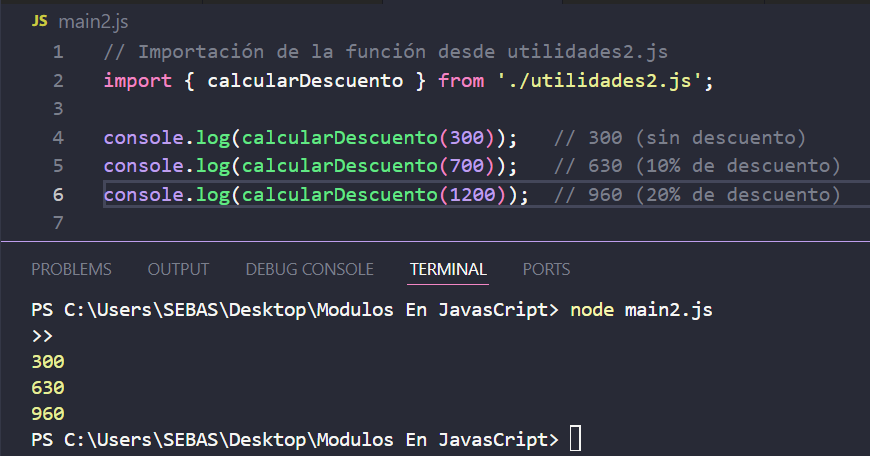 JS main2.js
1 // Importación de la función desde utilidades2.js
2 import { calcularDescuento } from './utilidades2.js';
3
4 console.log(calcularDescuento(300));   // 300 (sin descuento)
5 console.log(calcularDescuento(700));   // 630 (10% de descuento)
6 console.log(calcularDescuento(1200));  // 960 (20% de descuento)
7
PROBLEMS OUTPUT DEBUG CONSOLE TERMINAL PORTS
PS C:\Users\SEBAS\Desktop\Modulos En JavasCript> node main2.js
>>
300
630
960
PS C:\Users\SEBAS\Desktop\Modulos En JavasCript>